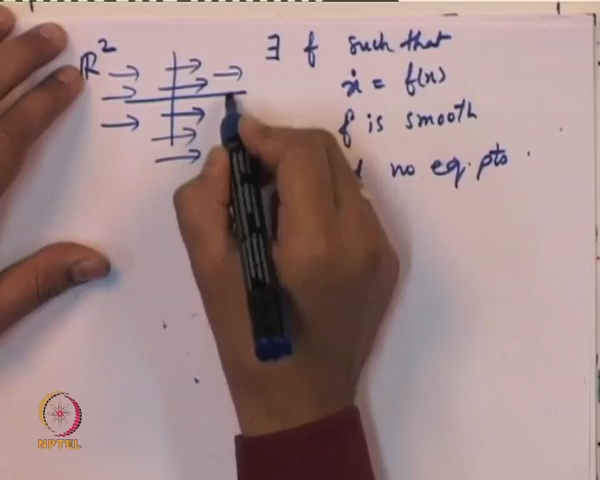 ℝ²
∃ f such that
ẋ = f(x)
f is smooth
no eq. pts.
NPTEL